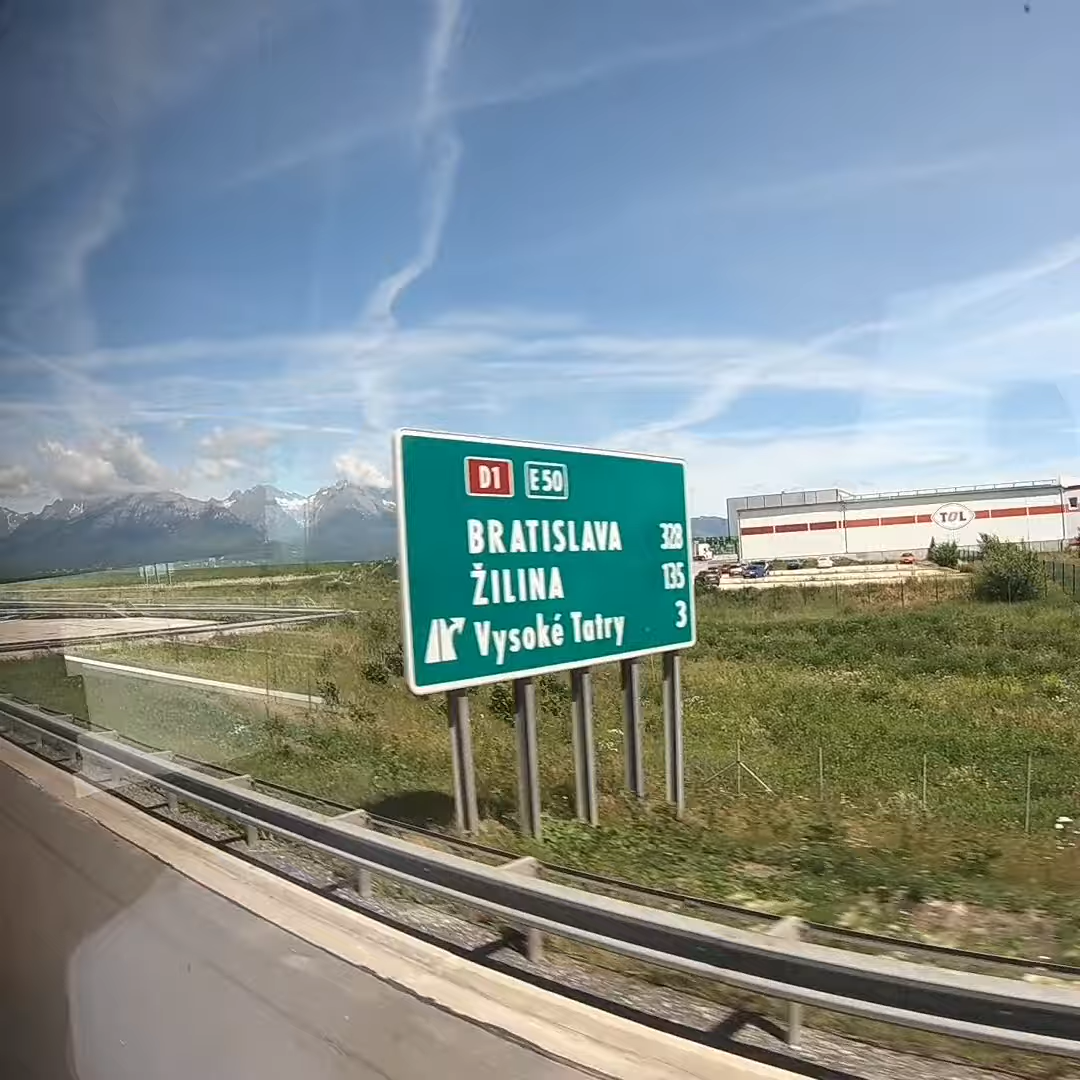 D1 E50
BRATISLAVA 328
ŽILINA 135
Vysoké Tatry 3
TOL